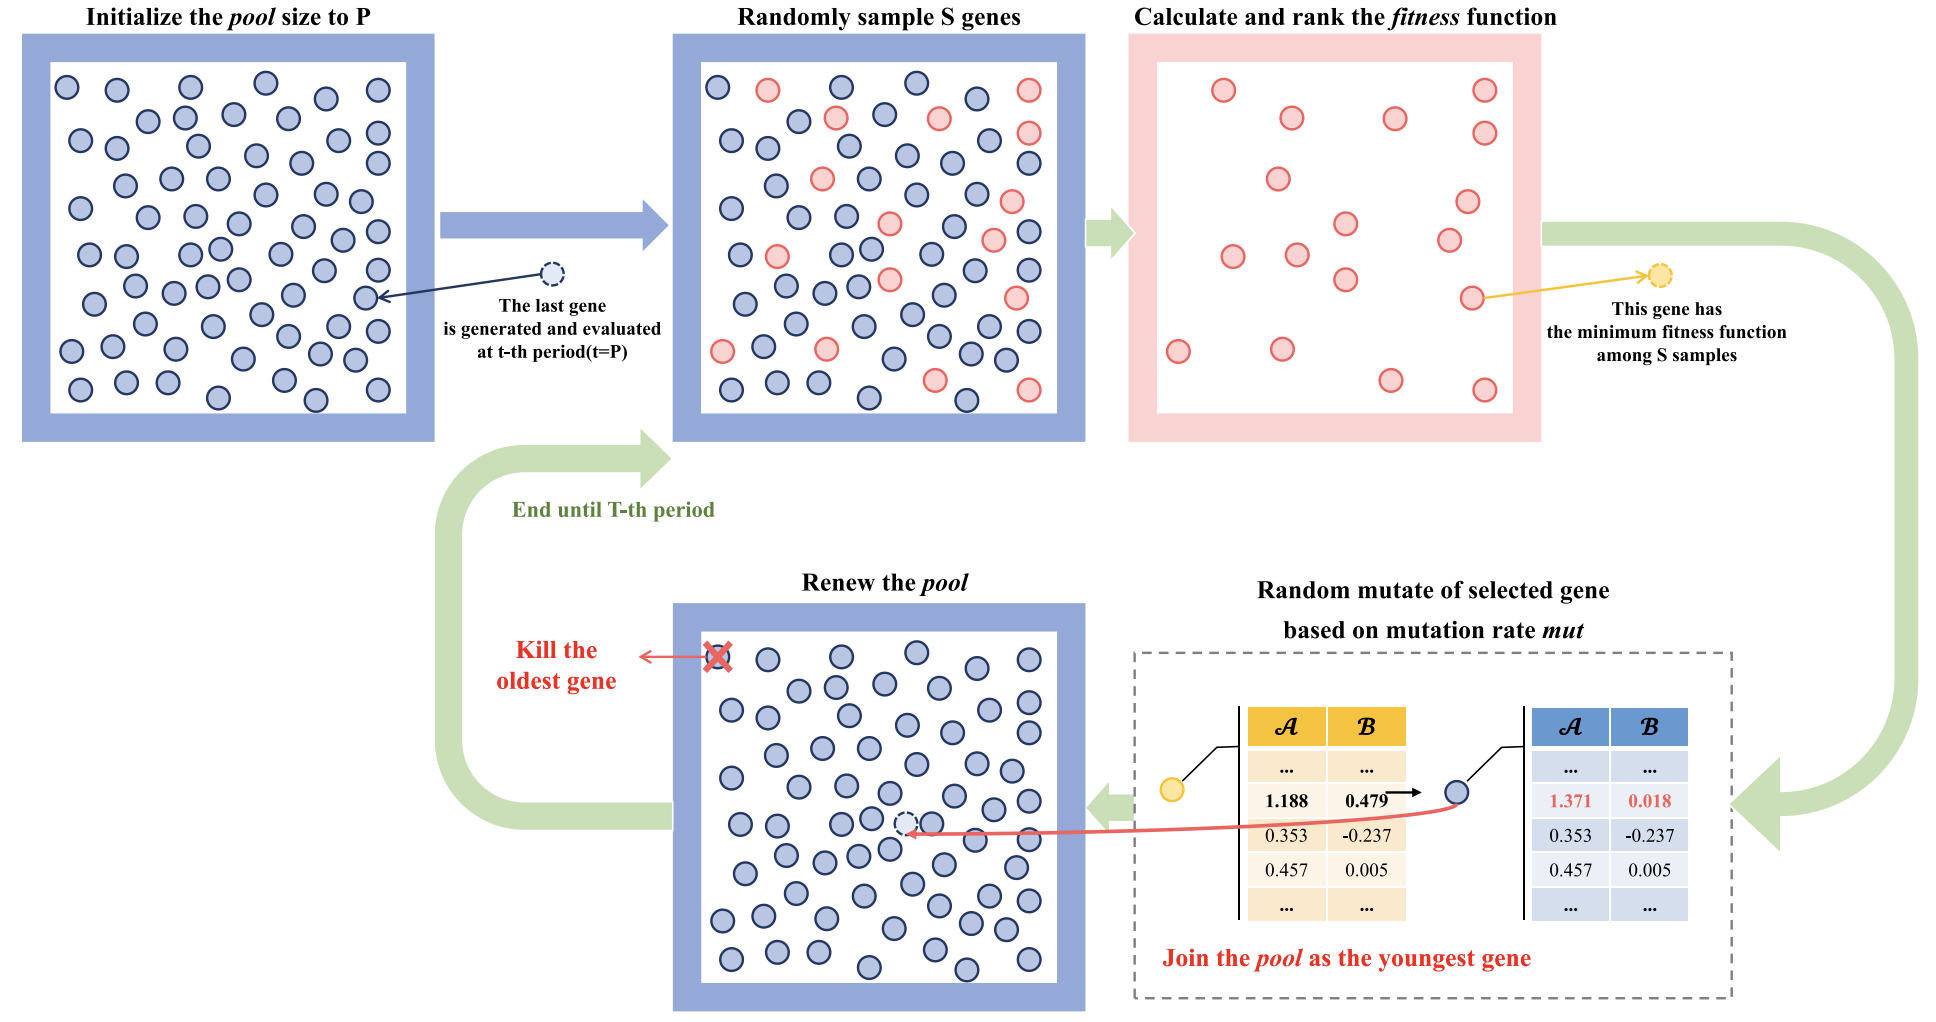 Initialize the pool size to P
Randomly sample S genes
Calculate and rank the fitness function
The last gene
is generated and evaluated
at t-th period(t=P)
This gene has
the minimum fitness function
among S samples
End until T-th period
Renew the pool
Kill the
oldest gene
Random mutate of selected gene
based on mutation rate mut
𝒜 ℬ
... ...
1.188 0.479
0.353 -0.237
0.457 0.005
... ...
𝒜 ℬ
... ...
1.371 0.018
0.353 -0.237
0.457 0.005
... ...
Join the pool as the youngest gene